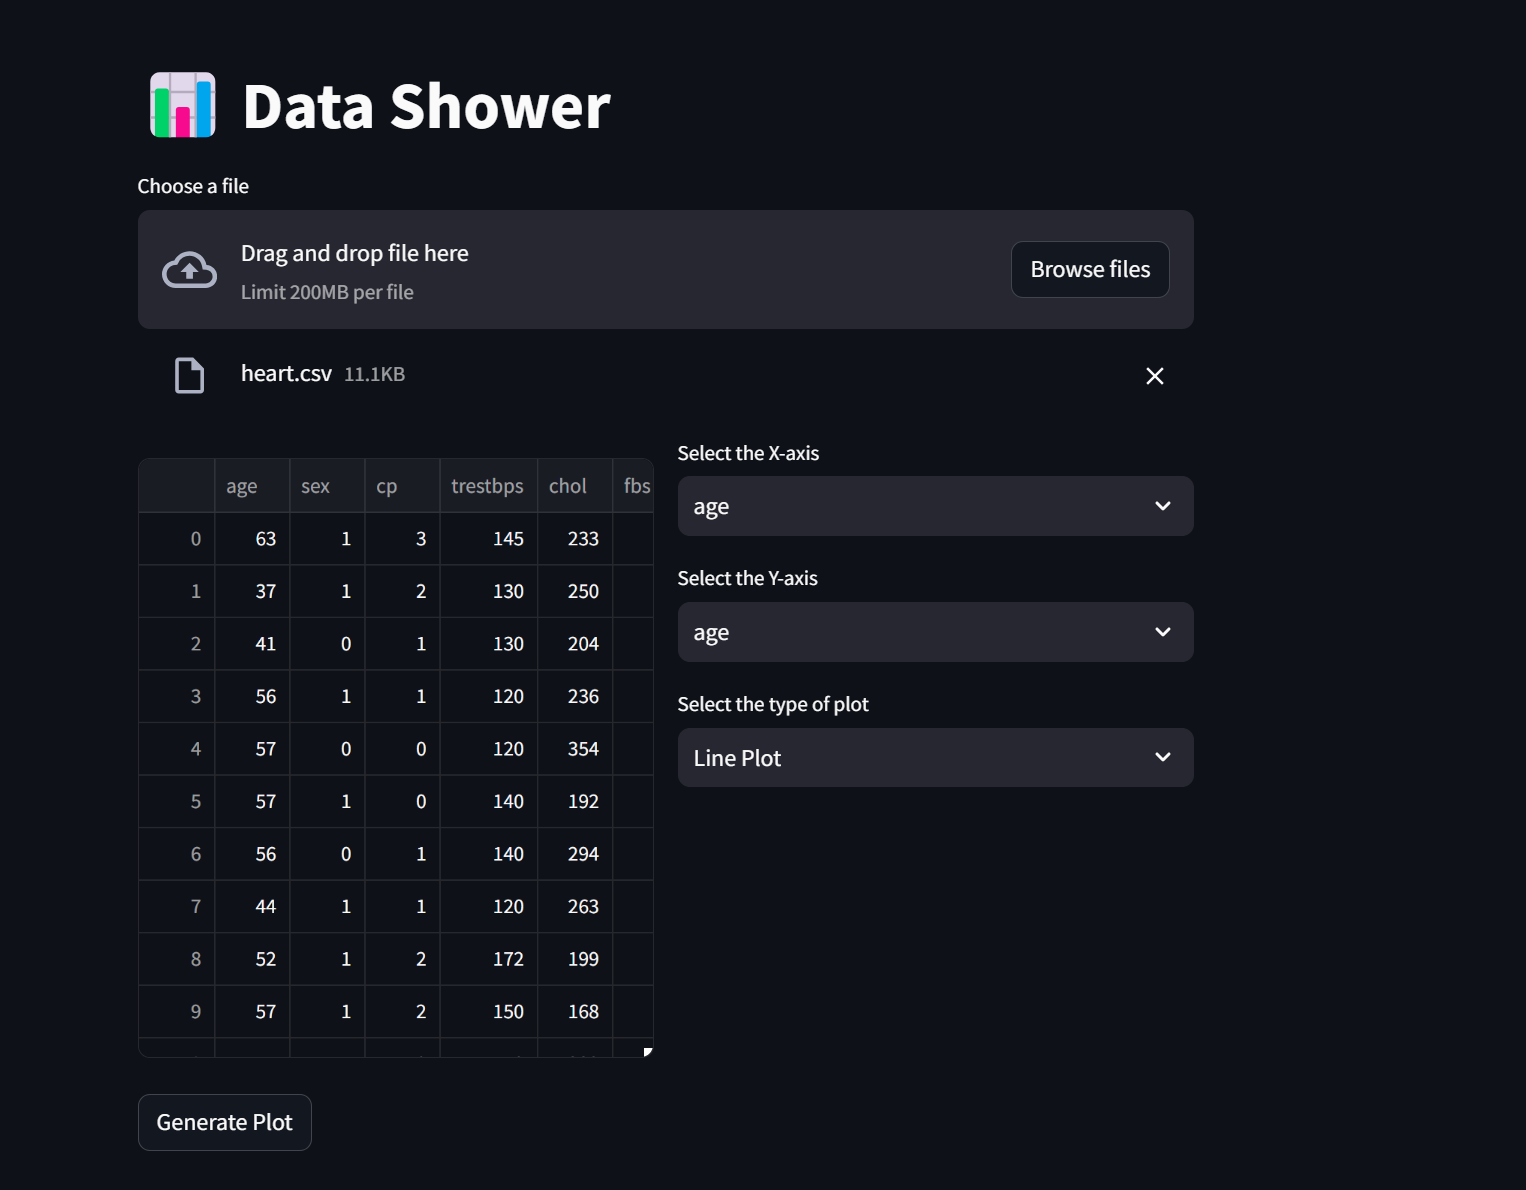 Data Shower
Choose a file
Drag and drop file here
Limit 200MB per file
Browse files
heart.csv 11.1KB
age sex cp trestbps chol fbs
0 63 1 3 145 233
1 37 1 2 130 250
2 41 0 1 130 204
3 56 1 1 120 236
4 57 0 0 120 354
5 57 1 0 140 192
6 56 0 1 140 294
7 44 1 1 120 263
8 52 1 2 172 199
9 57 1 2 150 168
Select the X-axis
age
Select the Y-axis
age
Select the type of plot
Line Plot
Generate Plot